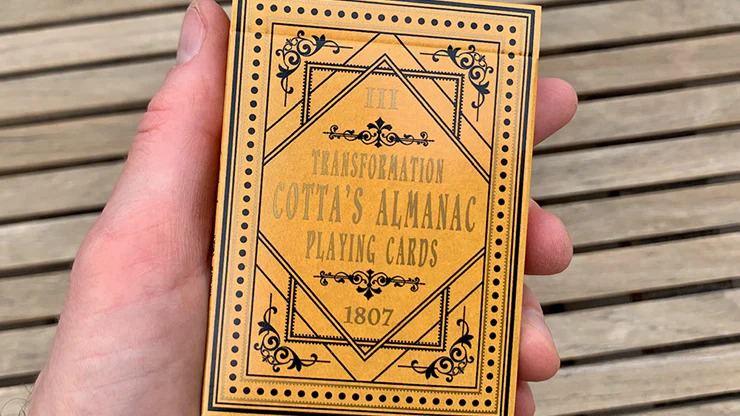 III
TRANSFORMATION
COTTA'S ALMANAC
PLAYING CARDS
1807